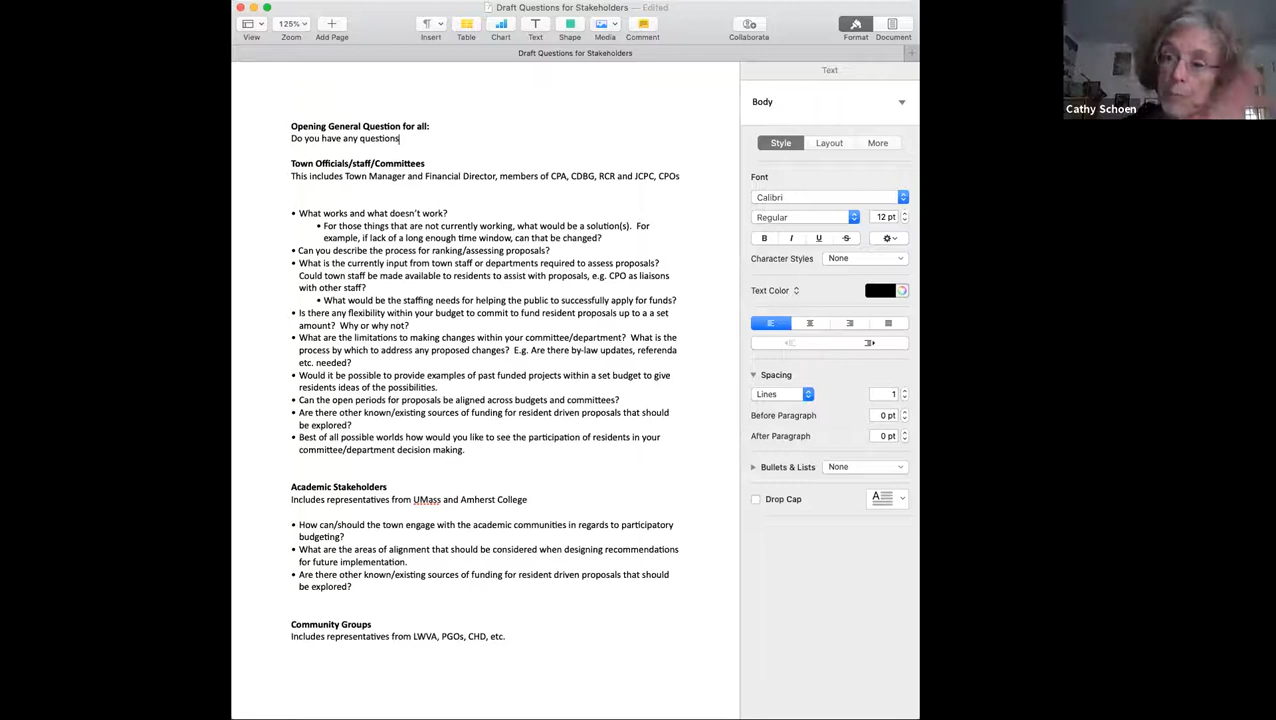 Draft Questions for Stakeholders — Edited
125%
View
Zoom
Add Page
Insert
Table
Chart
Text
Shape
Media
Comment
Collaborate
Format
Document
Draft Questions for Stakeholders
Cathy Schoen
Opening General Question for all:
Do you have any questions
Town Officials/staff/Committees
This includes Town Manager and Financial Director, members of CPA, CDBG, RCR and JCPC, CPOs
• What works and what doesn't work?
• For those things that are not currently working, what would be a solution(s). For
example, if lack of a long enough time window, can that be changed?
• Can you describe the process for ranking/assessing proposals?
• What is the currently input from town staff or departments required to assess proposals?
Could town staff be made available to residents to assist with proposals, e.g. CPO as liaisons
with other staff?
• What would be the staffing needs for helping the public to successfully apply for funds?
• Is there any flexibility within your budget to commit to fund resident proposals up to a a set
amount? Why or why not?
• What are the limitations to making changes within your committee/department? What is the
process by which to address any proposed changes? E.g. Are there by-law updates, referenda
etc. needed?
• Would it be possible to provide examples of past funded projects within a set budget to give
residents ideas of the possibilities.
• Can the open periods for proposals be aligned across budgets and committees?
• Are there other known/existing sources of funding for resident driven proposals that should
be explored?
• Best of all possible worlds how would you like to see the participation of residents in your
committee/department decision making.
Academic Stakeholders
Includes representatives from UMass and Amherst College
• How can/should the town engage with the academic communities in regards to participatory
budgeting?
• What are the areas of alignment that should be considered when designing recommendations
for future implementation.
• Are there other known/existing sources of funding for resident driven proposals that should
be explored?
Community Groups
Includes representatives from LWVA, PGOs, CHD, etc.
Text
Body
Style
Layout
More
Font
Calibri
Regular
12 pt
B
I
U
S
Character Styles
None
Text Color
Spacing
Lines
1
Before Paragraph
0 pt
After Paragraph
0 pt
Bullets & Lists
None
Drop Cap
A